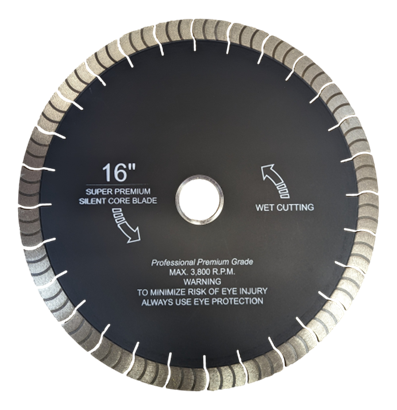 16"
SUPER PREMIUM
SILENT CORE BLADE
WET CUTTING
Professional Premium Grade
MAX. 3,800 R.P.M.
WARNING
TO MINIMIZE RISK OF EYE INJURY
ALWAYS USE EYE PROTECTION